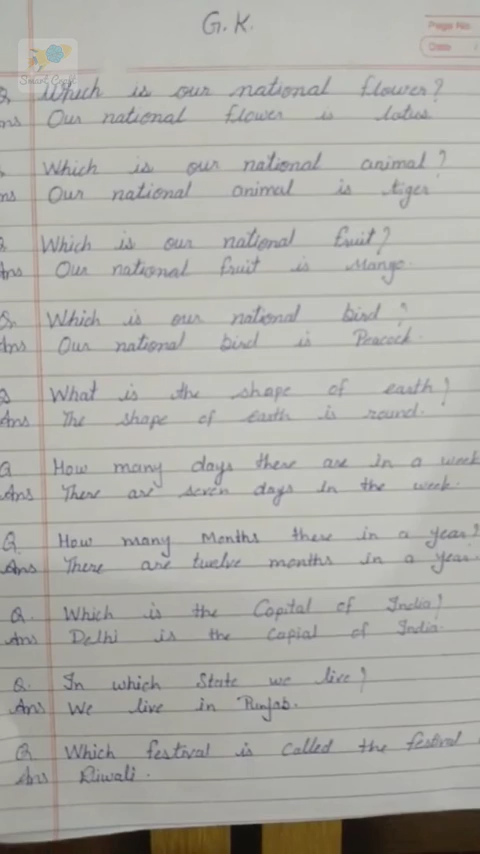 G.K.
Page No.
Date
Smart Craft
Q Which is our national flower?
ns Our national flower is lotus
Which is our national animal?
ns Our national animal is tiger
Q Which is our national fruit?
Ans Our national fruit is Mango.
Q. Which is our national bird?
Ans Our national bird is Peacock.
Q What is the shape of earth?
Ans The shape of earth is round.
Q How many days there are in a week
Ans There are seven days in the week.
Q. How many Months there in a year?
Ans There are twelve months in a year.
Q. Which is the Capital of India?
Ans Delhi is the capial of India.
Q. In which State we live?
Ans We live in Punjab.
Q Which festival is called the festival
Ans Diwali.